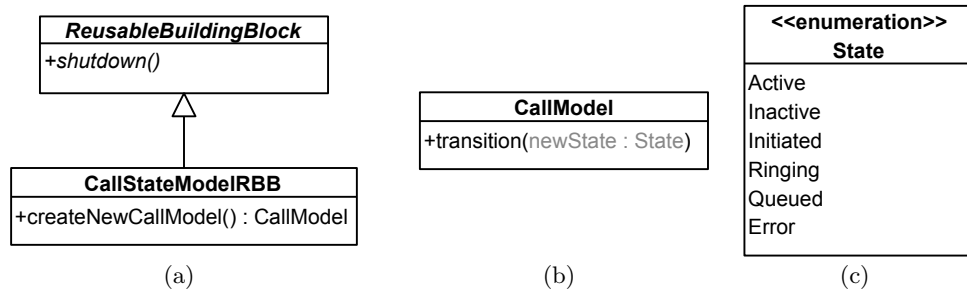 ReusableBuildingBlock
+shutdown()
CallStateModelRBB
+createNewCallModel() : CallModel
(a)
CallModel
+transition(newState : State)
(b)
<<enumeration>>
State
Active
Inactive
Initiated
Ringing
Queued
Error
(c)